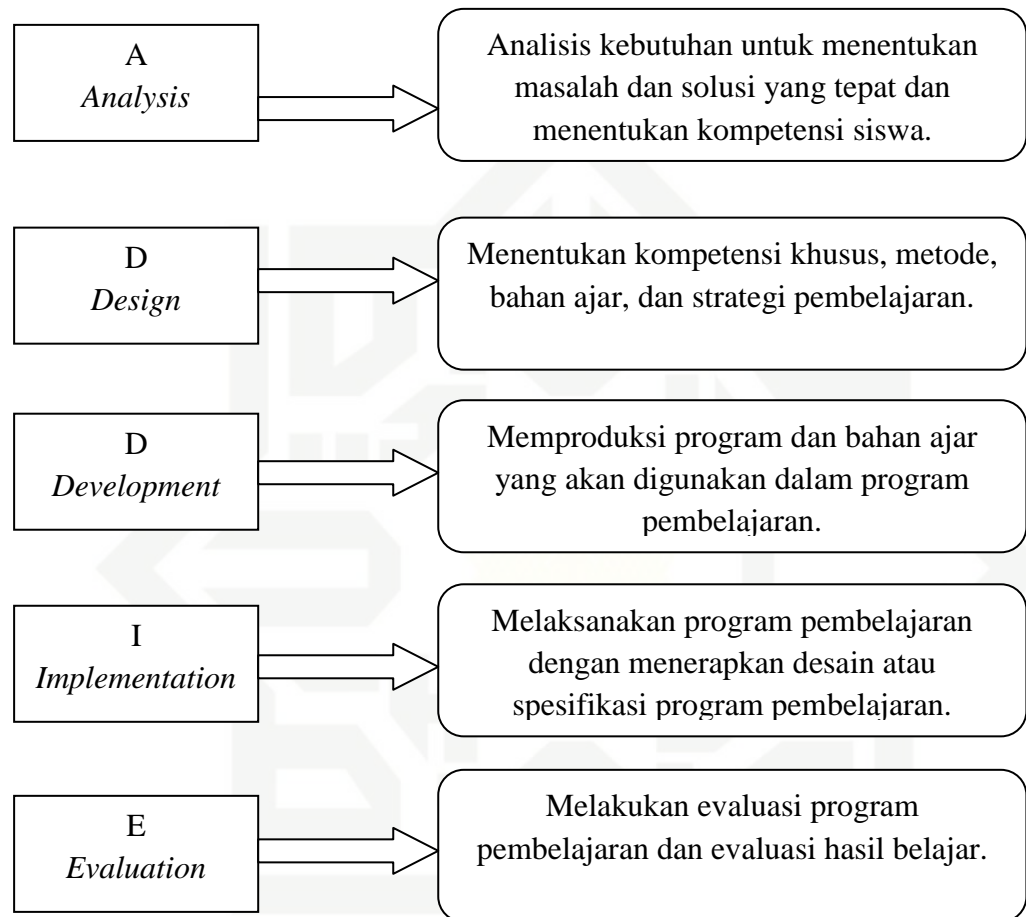 A
Analysis
Analisis kebutuhan untuk menentukan
masalah dan solusi yang tepat dan
menentukan kompetensi siswa.
D
Design
Menentukan kompetensi khusus, metode,
bahan ajar, dan strategi pembelajaran.
D
Development
Memproduksi program dan bahan ajar
yang akan digunakan dalam program
pembelajaran.
I
Implementation
Melaksanakan program pembelajaran
dengan menerapkan desain atau
spesifikasi program pembelajaran.
E
Evaluation
Melakukan evaluasi program
pembelajaran dan evaluasi hasil belajar.